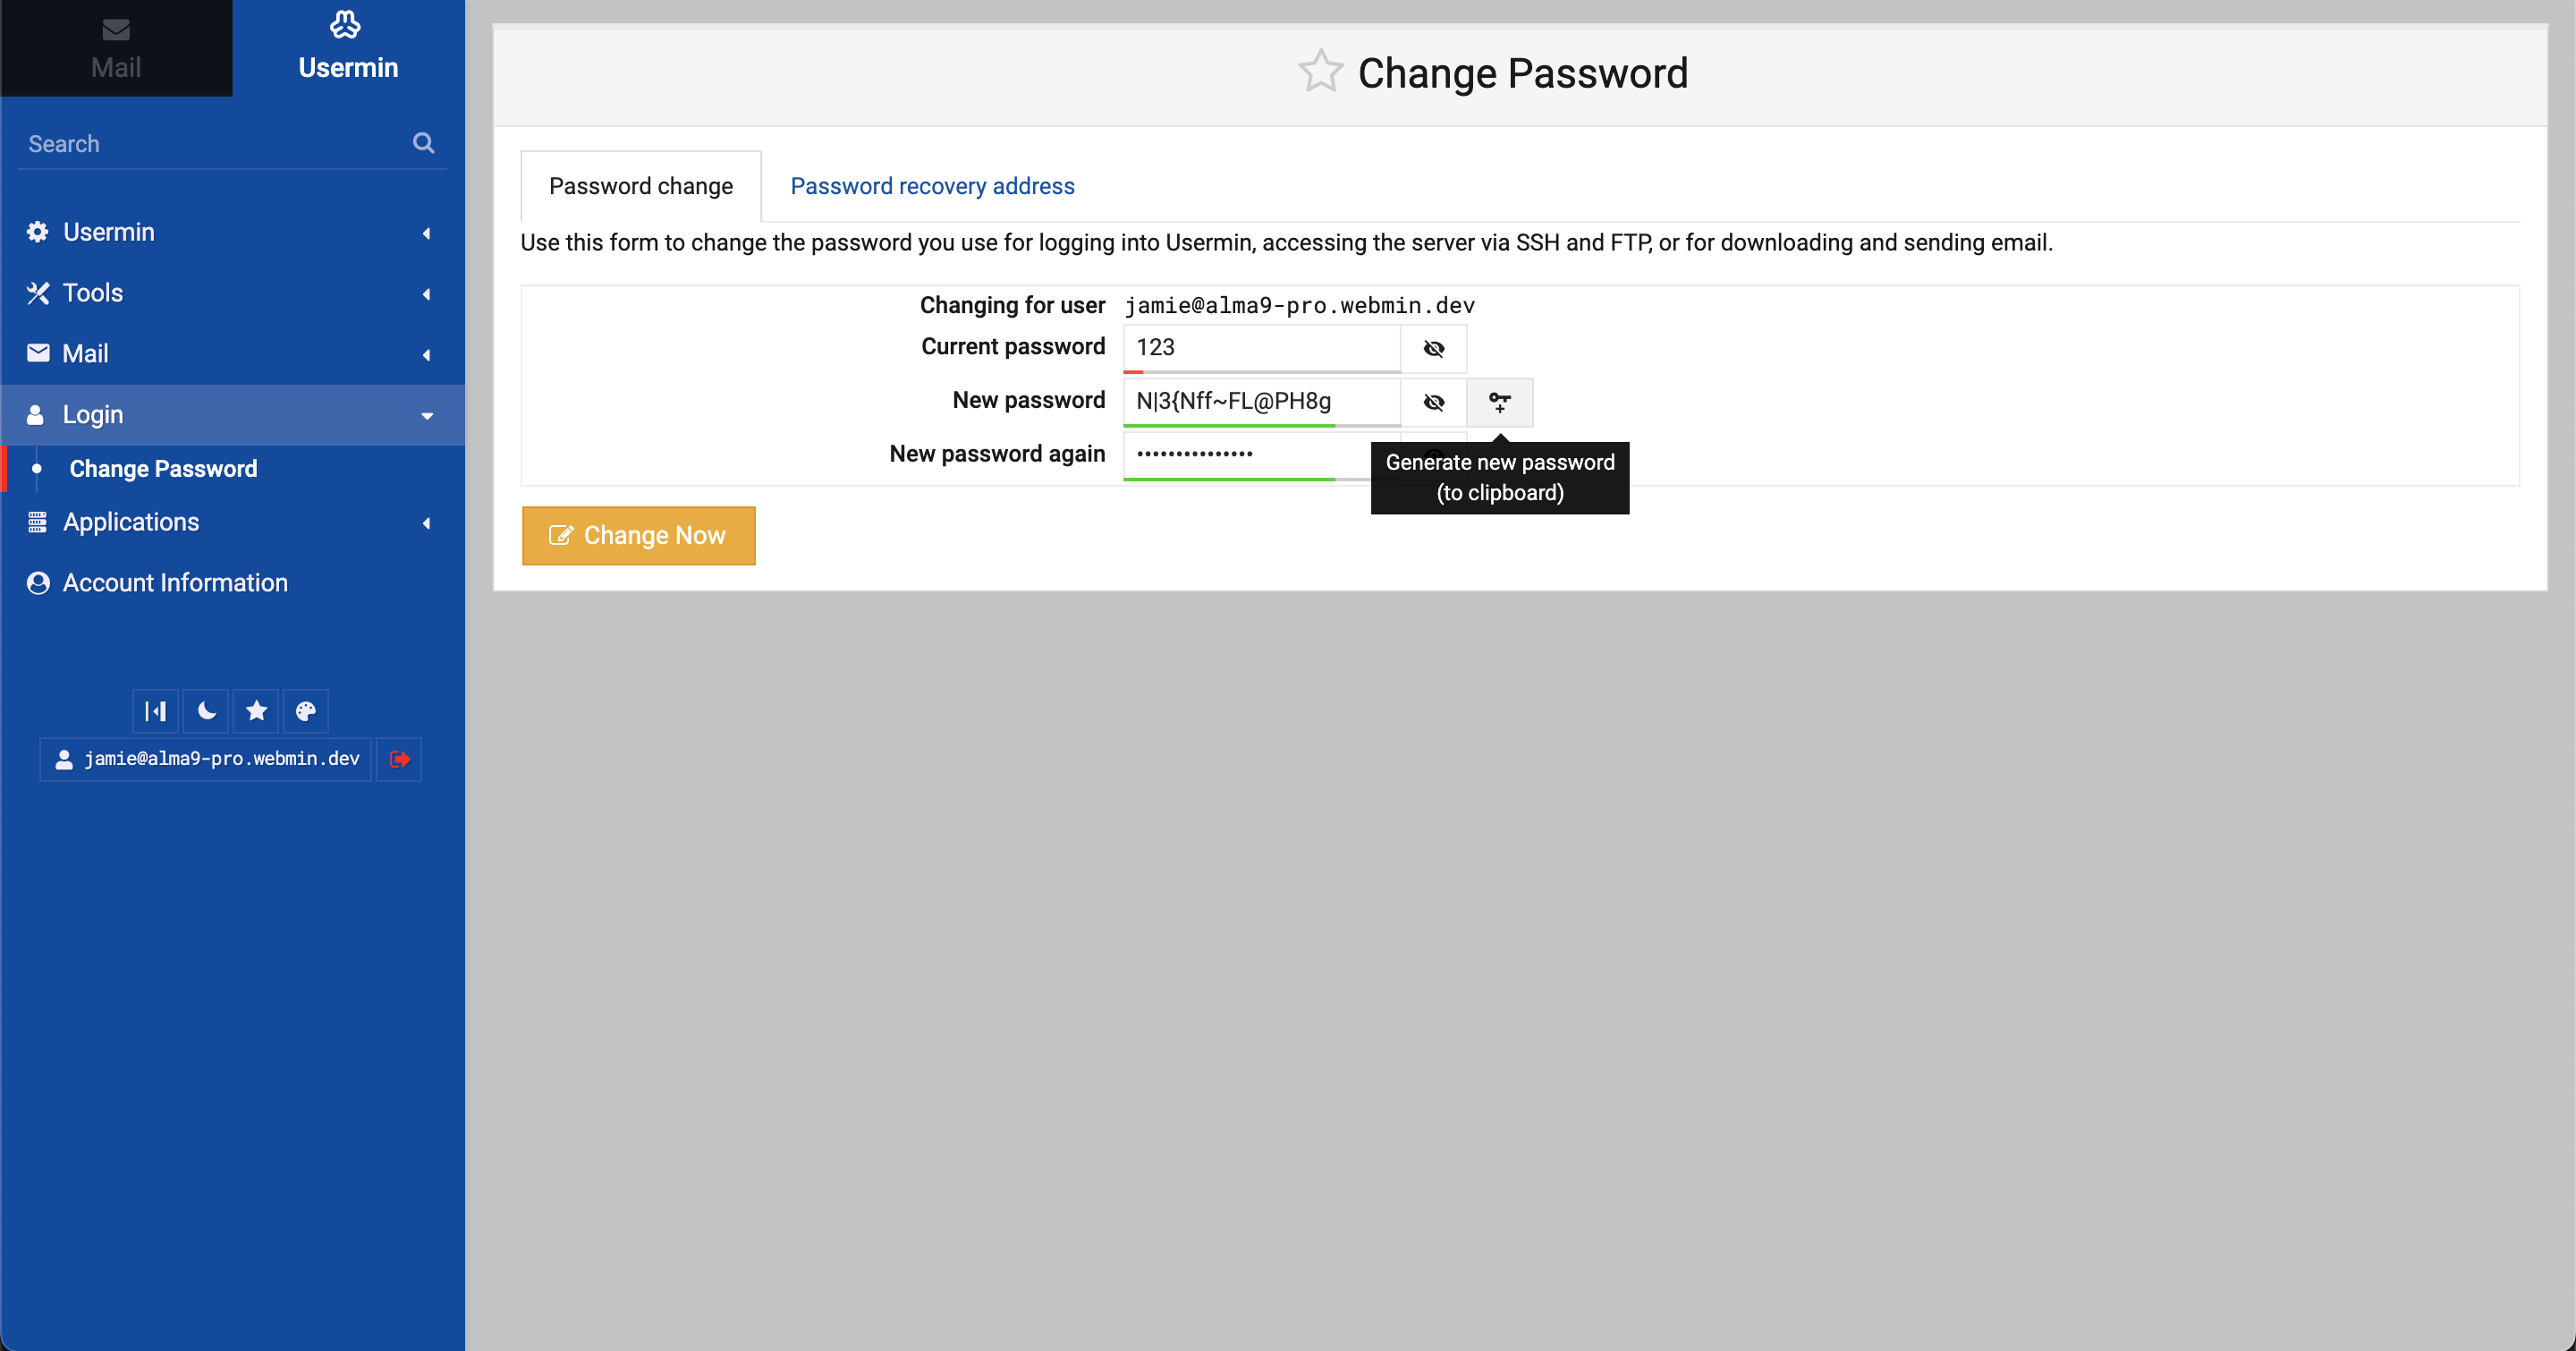 Mail
Usermin
Search
Usermin
Tools
Mail
Login
Change Password
Applications
Account Information
jamie@alma9-pro.webmin.dev
Change Password
Password change
Password recovery address
Use this form to change the password you use for logging into Usermin, accessing the server via SSH and FTP, or for downloading and sending email.
Changing for user jamie@alma9-pro.webmin.dev
Current password 123
New password N|3{Nff~FL@PH8g
New password again •••••••••••••••
Generate new password
(to clipboard)
Change Now